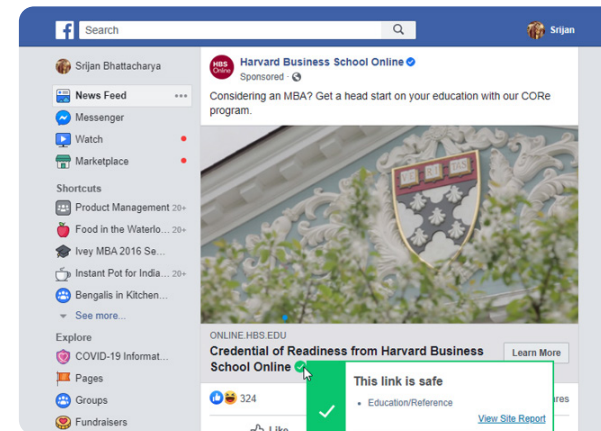 Search
Srijan
Srijan Bhattacharya
News Feed
Messenger
Watch
Marketplace
Shortcuts
Product Management 20+
Food in the Waterlo... 20+
Ivey MBA 2016 Se...
Instant Pot for India... 20+
Bengalis in Kitchen...
See more...
Explore
COVID-19 Informat...
Pages
Groups
Fundraisers
HBS
Online
Harvard Business School Online
Sponsored ·
Considering an MBA? Get a head start on your education with our CORe
program.
VE RI TAS
ONLINE.HBS.EDU
Credential of Readiness from Harvard Business
School Online
Learn More
324
Like
This link is safe
• Education/Reference
View Site Report